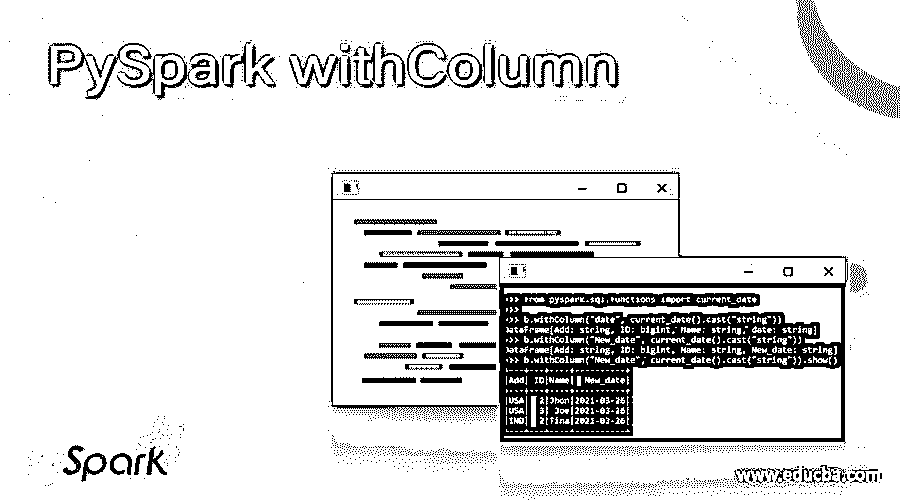 PySpark withColumn
>>> from pyspark.sql.functions import current_date
>>>
>>> b.withColumn("date", current_date().cast("string"))
DataFrame[Add: string, ID: bigint, Name: string, date: string]
>>> b.withColumn("New_date", current_date().cast("string"))
DataFrame[Add: string, ID: bigint, Name: string, New_date: string]
>>> b.withColumn("New_date", current_date().cast("string")).show()
|Add| ID|Name| New_date|
|USA| 2|Jhon|2021-03-26|
|USA| 3| Joe|2021-03-26|
|IND| 2|Tina|2021-03-26|
Spark
www.educba.com